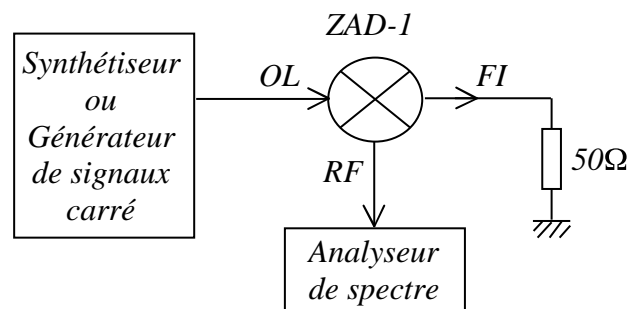 ZAD-1
Synthétiseur
ou
Générateur
de signaux
carré
OL
FI
RF
50Ω
Analyseur
de spectre